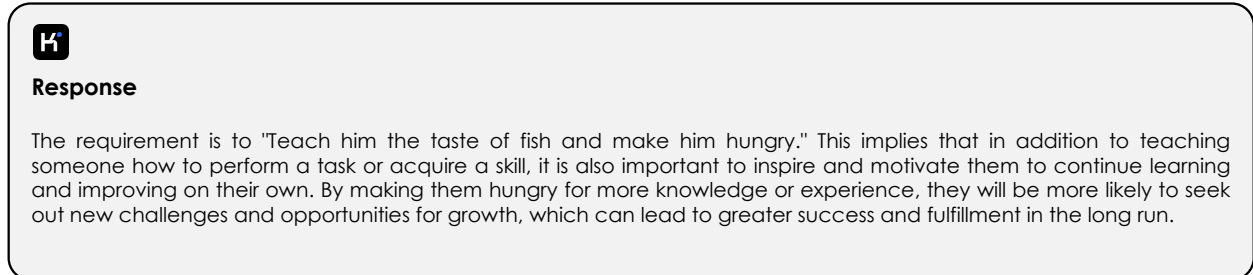 K
Response
The requirement is to "Teach him the taste of fish and make him hungry." This implies that in addition to teaching
someone how to perform a task or acquire a skill, it is also important to inspire and motivate them to continue learning
and improving on their own. By making them hungry for more knowledge or experience, they will be more likely to seek
out new challenges and opportunities for growth, which can lead to greater success and fulfillment in the long run.